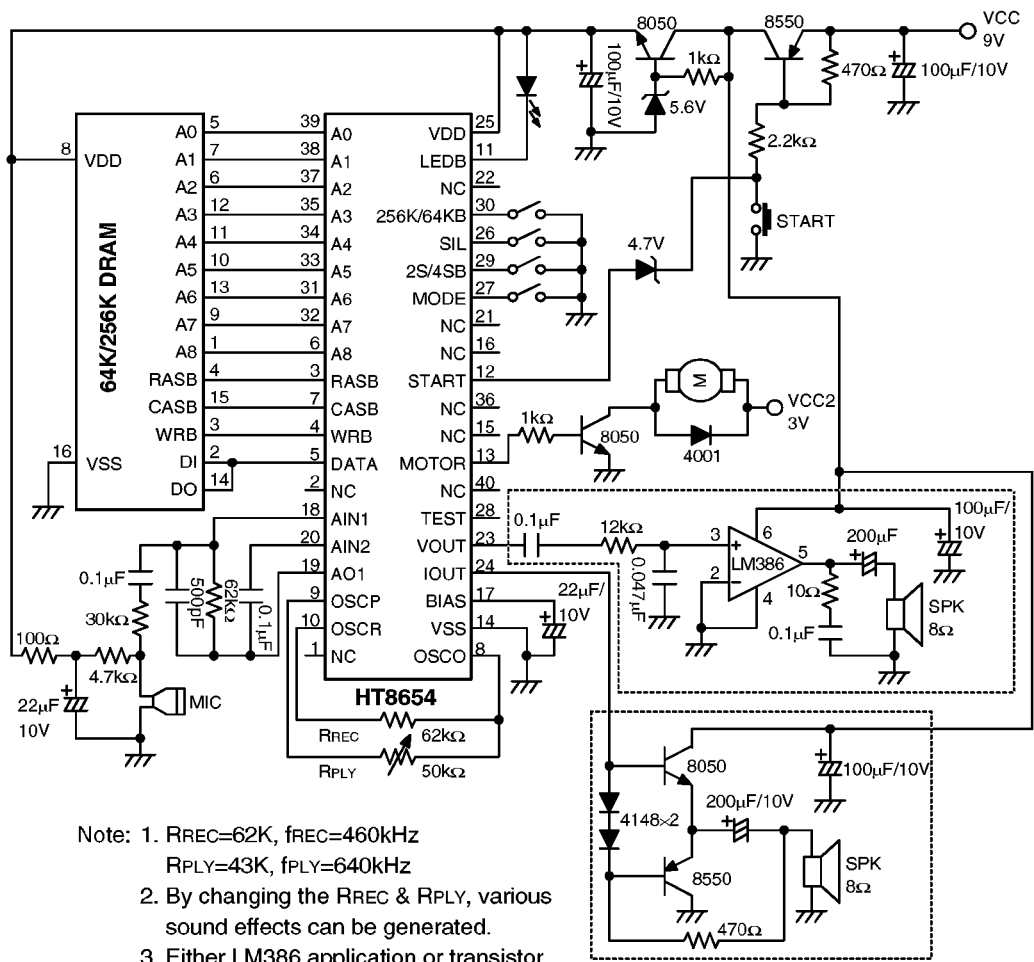 8050
8550
VCC
9V
1kΩ
470Ω
100µF/10V
100µF/10V
5.6V
2.2kΩ
START
4.7V
64K/256K DRAM
8 VDD
16 VSS
A0 5 39 A0
A1 7 38 A1
A2 6 37 A2
A3 12 35 A3
A4 11 34 A4
A5 10 33 A5
A6 13 31 A6
A7 9 32 A7
A8 1 6 A8
RASB 4 3 RASB
CASB 15 7 CASB
WRB 3 4 WRB
DI 2 5 DATA
DO 14
2 NC
18 AIN1
20 AIN2
19 AO1
9 OSCP
10 OSCR
1 NC
VDD 25
LEDB 11
NC 22
256K/64KB 30
SIL 26
2S/4SB 29
MODE 27
NC 21
NC 16
START 12
NC 36
NC 15
MOTOR 13
NC 40
TEST 28
VOUT 23
IOUT 24
BIAS 17
VSS 14
OSCO 8
HT8654
M
VCC2
3V
1kΩ
8050
4001
0.1µF
12kΩ
0.047µF
3
+
2
−
LM386
6
5
4
200µF
100µF/
10V
10Ω
0.1µF
SPK
8Ω
22µF/
10V
0.1µF
30kΩ
500pF
62kΩ
0.1µF
100Ω
4.7kΩ
22µF
10V
MIC
RREC 62kΩ
RPLY 50kΩ
8050
4148×2
8550
200µF/10V
100µF/10V
SPK
8Ω
470Ω
Note: 1. RREC=62K, fREC=460kHz
RPLY=43K, fPLY=640kHz
2. By changing the RREC & RPLY, various
sound effects can be generated.
3. Either LM386 application or transistor